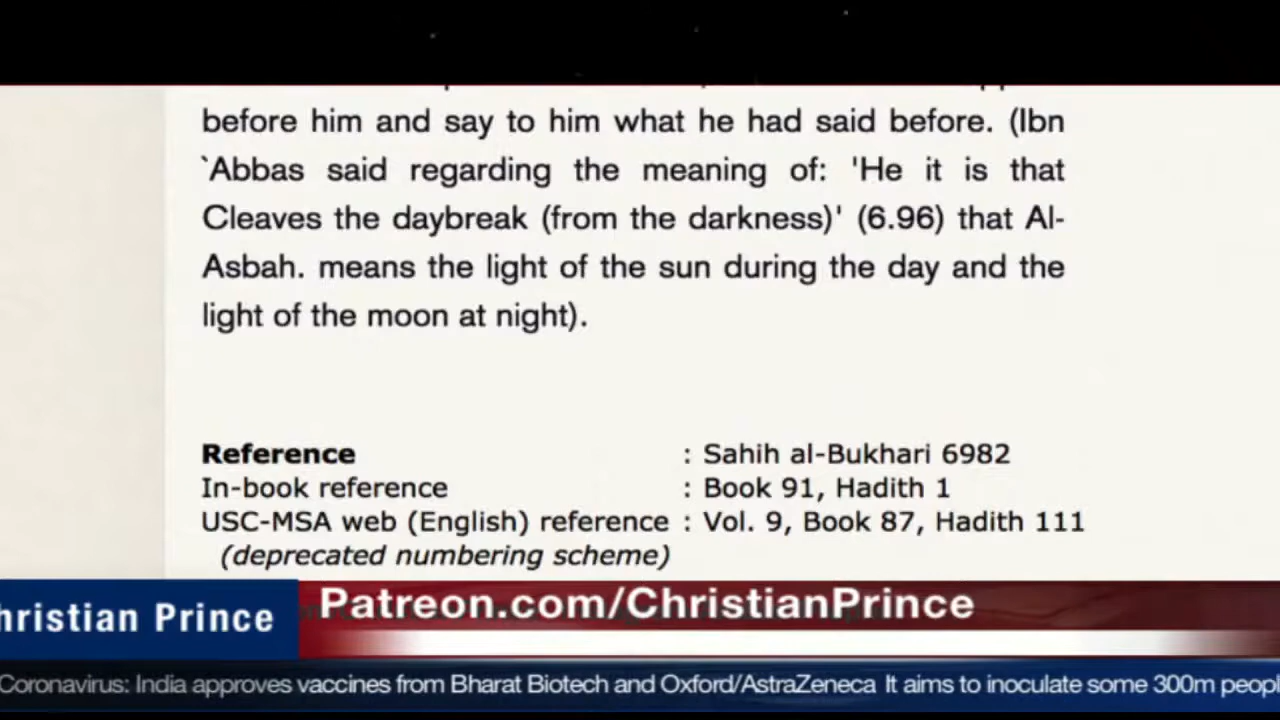 before him and say to him what he had said before. (Ibn
`Abbas said regarding the meaning of: 'He it is that
Cleaves the daybreak (from the darkness)' (6.96) that Al-
Asbah. means the light of the sun during the day and the
light of the moon at night).
Reference : Sahih al-Bukhari 6982
In-book reference : Book 91, Hadith 1
USC-MSA web (English) reference : Vol. 9, Book 87, Hadith 111
(deprecated numbering scheme)
hristian Prince
Patreon.com/ChristianPrince
Coronavirus: India approves vaccines from Bharat Biotech and Oxford/AstraZeneca It aims to inoculate some 300m peopl